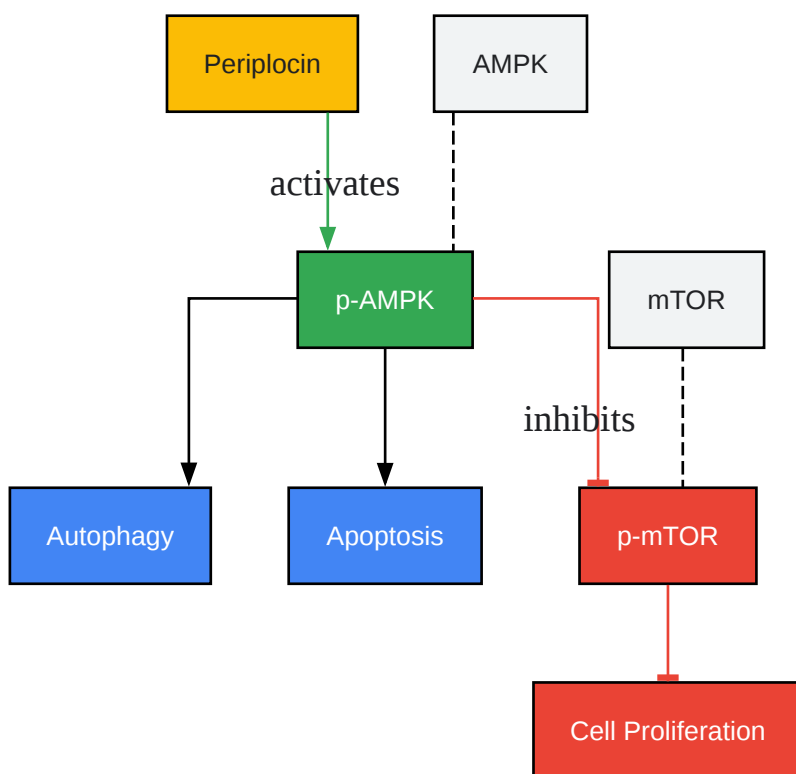 Periplocin
AMPK
activates
p-AMPK
mTOR
inhibits
Autophagy
Apoptosis
p-mTOR
Cell Proliferation